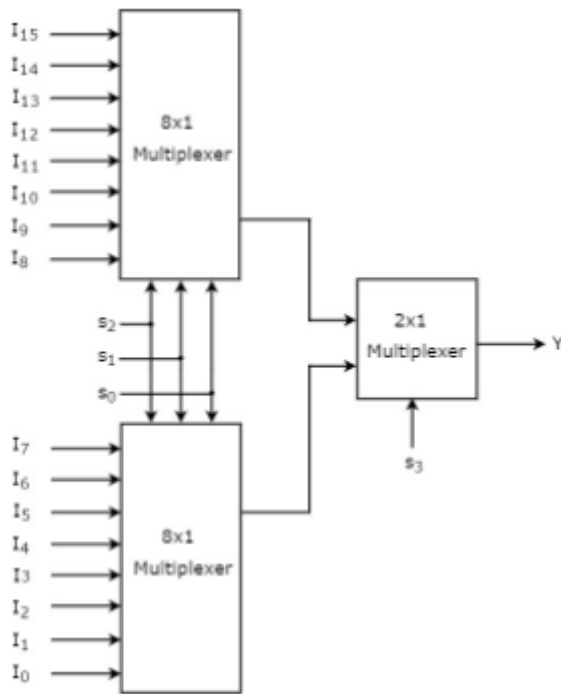 I₁₅
I₁₄
I₁₃
I₁₂
I₁₁
I₁₀
I₉
I₈
8x1
Multiplexer
s₂
s₁
s₀
2x1
Multiplexer
Y
s₃
I₇
I₆
I₅
I₄
I₃
I₂
I₁
I₀
8x1
Multiplexer